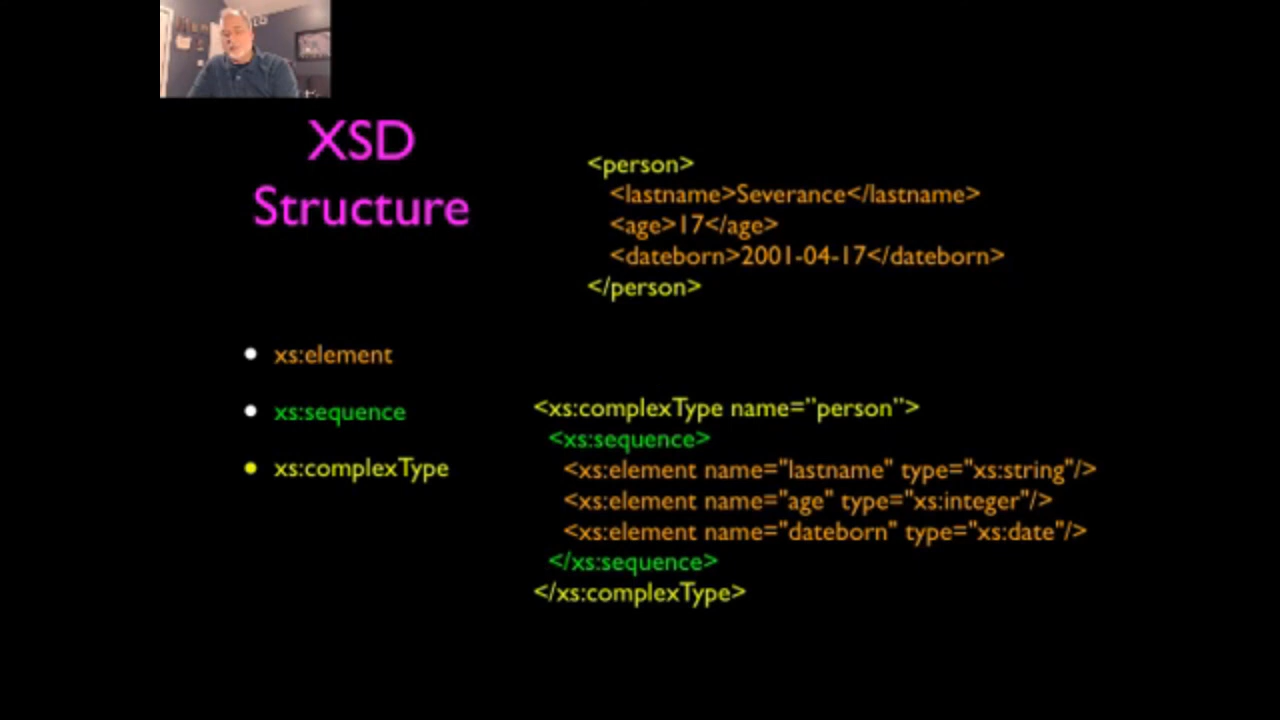 XSD
Structure
<person>
<lastname>Severance</lastname>
<age>17</age>
<dateborn>2001-04-17</dateborn>
</person>
• xs:element
• xs:sequence
• xs:complexType
<xs:complexType name=”person”>
<xs:sequence>
<xs:element name="lastname" type="xs:string"/>
<xs:element name="age" type="xs:integer"/>
<xs:element name="dateborn" type="xs:date"/>
</xs:sequence>
</xs:complexType>